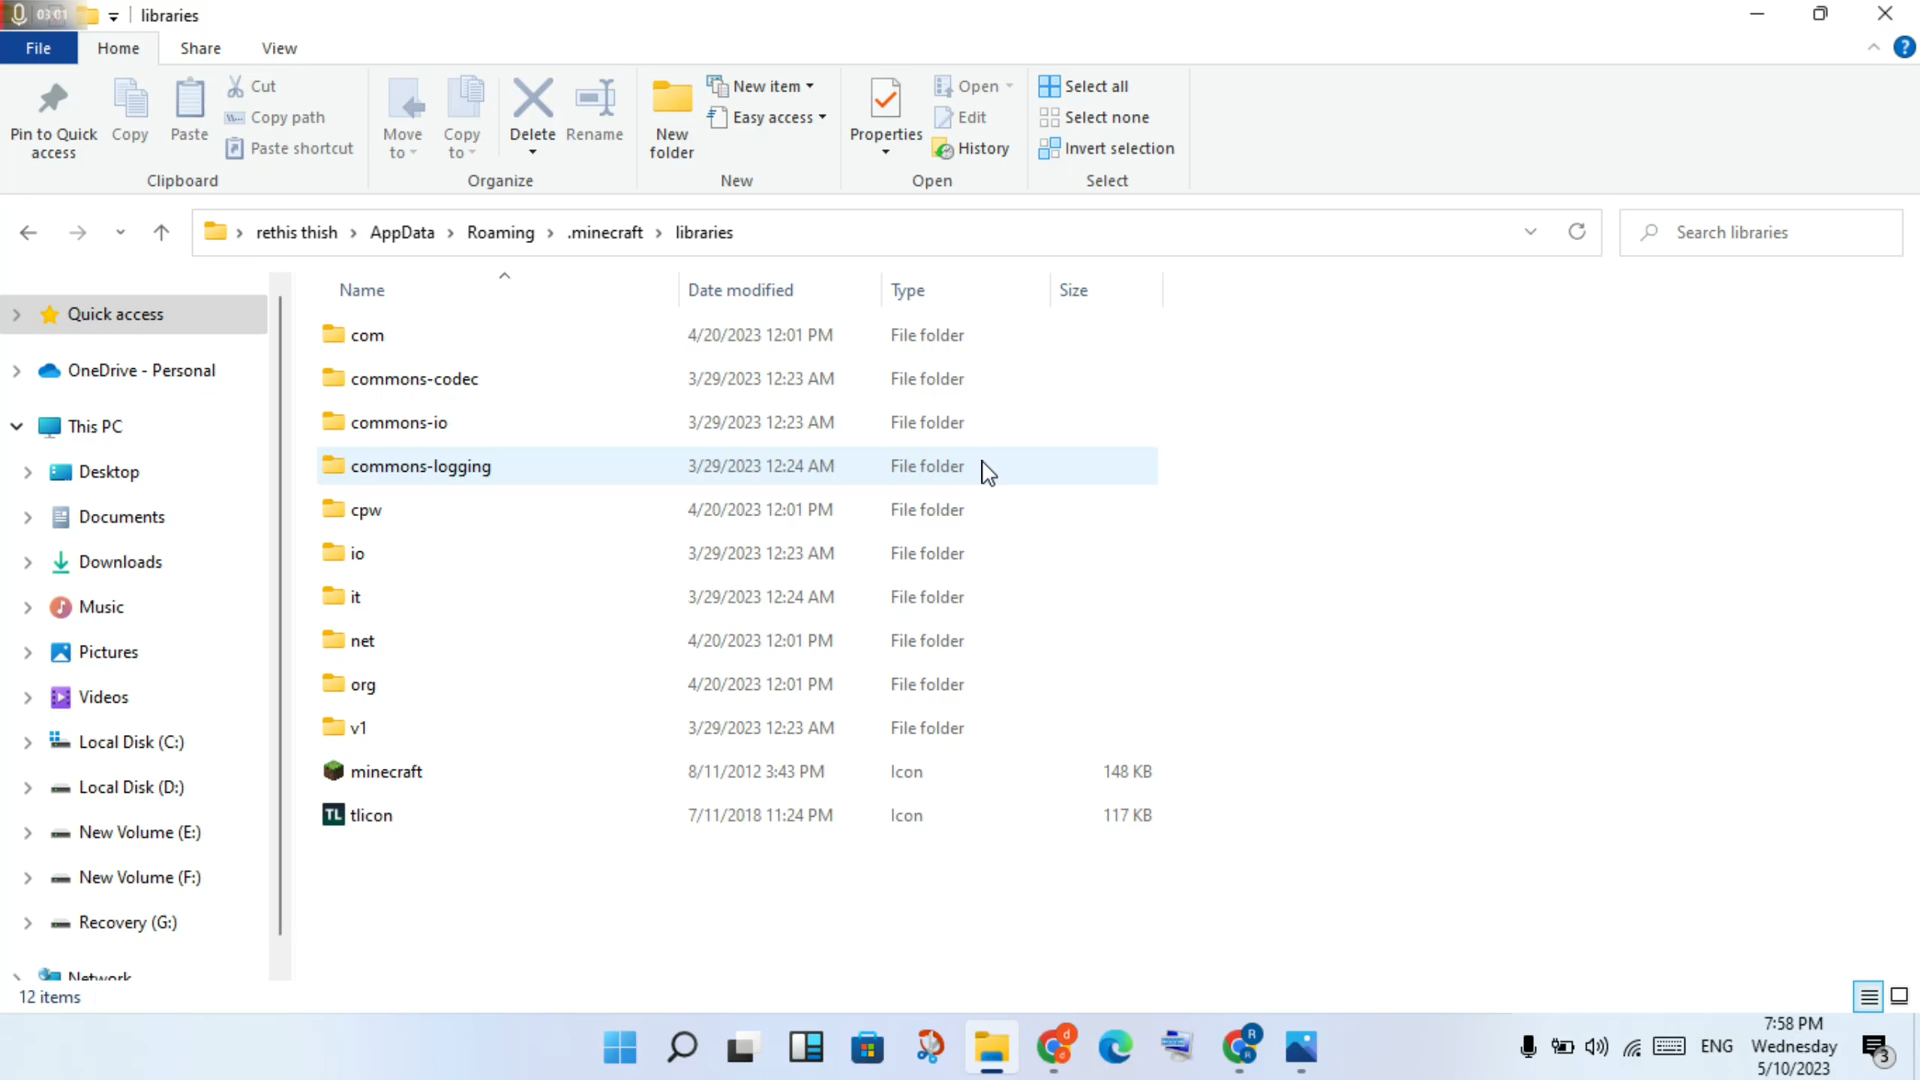 03:01 libraries
File Home Share View
Pin to Quick access
Copy
Paste
Cut
Copy path
Paste shortcut
Clipboard
Move to
Copy to
Delete
Rename
Organize
New folder
New item
Easy access
New
Properties
Open
Edit
History
Open
Select all
Select none
Invert selection
Select
rethis thish › AppData › Roaming › .minecraft › libraries
Search libraries
Quick access
OneDrive - Personal
This PC
Desktop
Documents
Downloads
Music
Pictures
Videos
Local Disk (C:)
Local Disk (D:)
New Volume (E:)
New Volume (F:)
Recovery (G:)
Network
Name Date modified Type Size
com 4/20/2023 12:01 PM File folder
commons-codec 3/29/2023 12:23 AM File folder
commons-io 3/29/2023 12:23 AM File folder
commons-logging 3/29/2023 12:24 AM File folder
cpw 4/20/2023 12:01 PM File folder
io 3/29/2023 12:23 AM File folder
it 3/29/2023 12:24 AM File folder
net 4/20/2023 12:01 PM File folder
org 4/20/2023 12:01 PM File folder
v1 3/29/2023 12:23 AM File folder
minecraft 8/11/2012 3:43 PM Icon 148 KB
TL tlicon 7/11/2018 11:24 PM Icon 117 KB
12 items
d
d
R
R
ENG
7:58 PM
Wednesday
5/10/2023
3